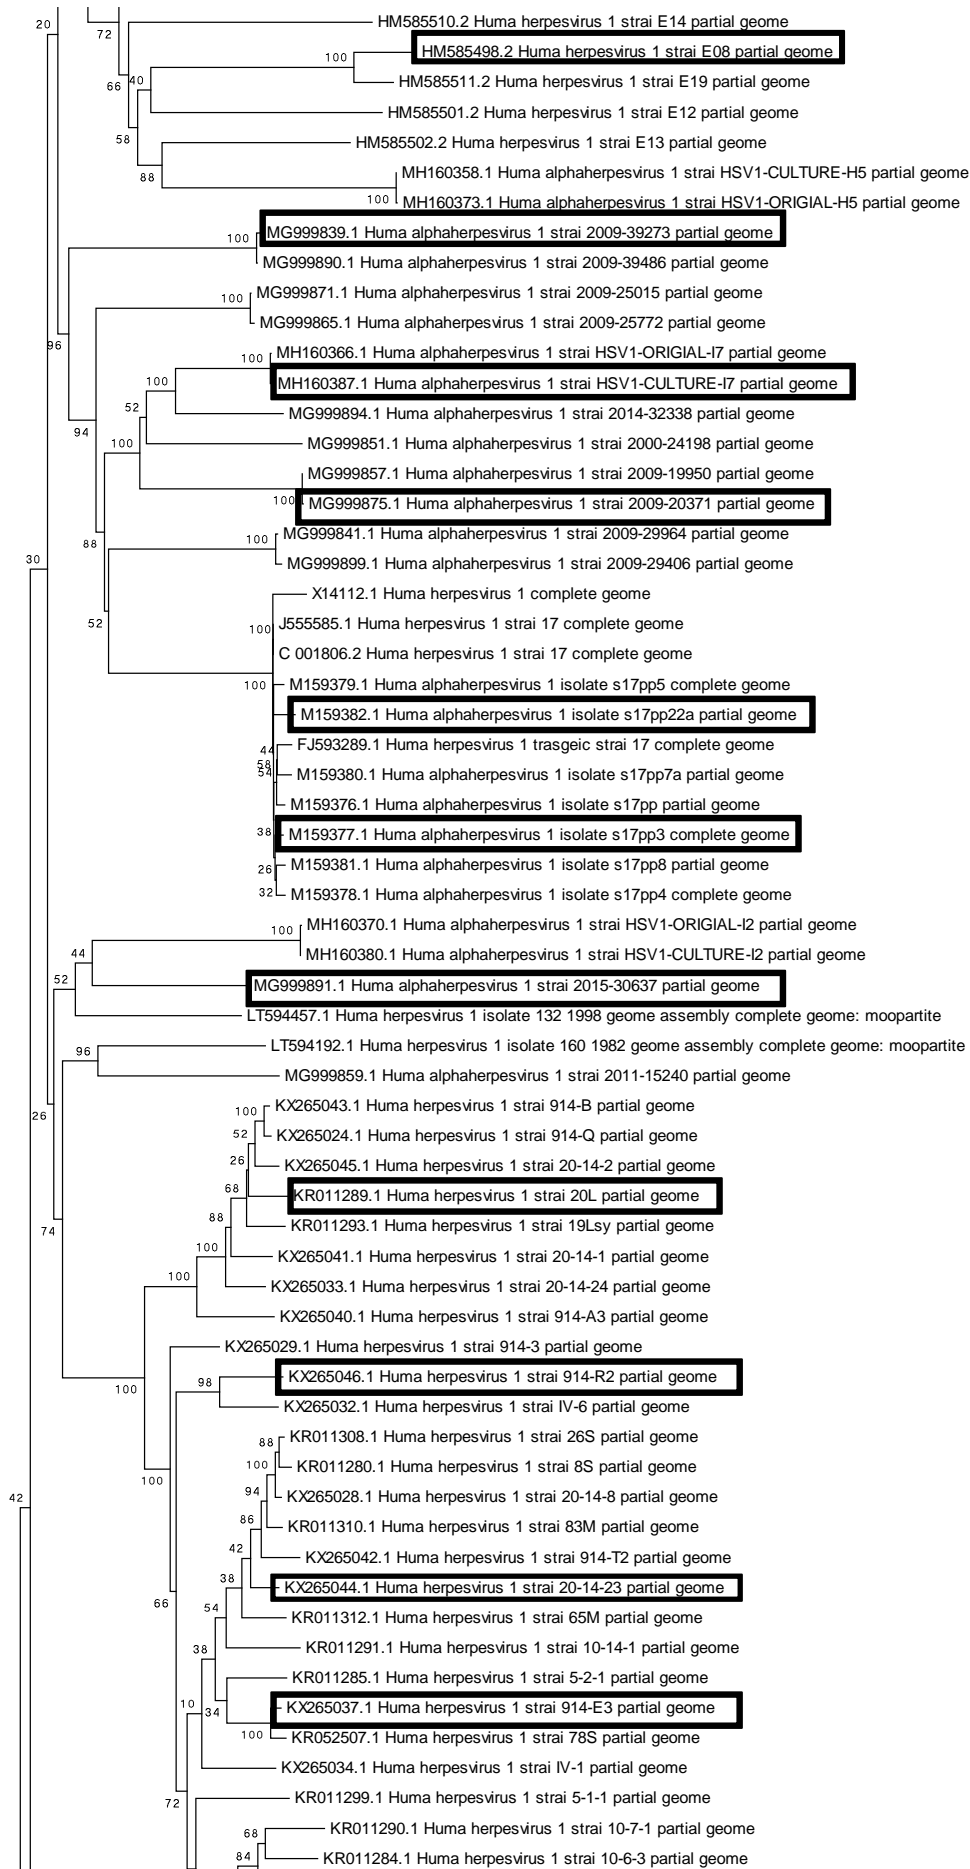 20
72
HM585510.2 Huma herpesvirus 1 strai E14 partial geome
HM585498.2 Huma herpesvirus 1 strai E08 partial geome
100
HM585511.2 Huma herpesvirus 1 strai E19 partial geome
66
40
HM585501.2 Huma herpesvirus 1 strai E12 partial geome
58
HM585502.2 Huma herpesvirus 1 strai E13 partial geome
88
MH160358.1 Huma alphaherpesvirus 1 strai HSV1-CULTURE-H5 partial geome
100
MH160373.1 Huma alphaherpesvirus 1 strai HSV1-ORIGIAL-H5 partial geome
MG999839.1 Huma alphaherpesvirus 1 strai 2009-39273 partial geome
100
MG999890.1 Huma alphaherpesvirus 1 strai 2009-39486 partial geome
MG999871.1 Huma alphaherpesvirus 1 strai 2009-25015 partial geome
100
MG999865.1 Huma alphaherpesvirus 1 strai 2009-25772 partial geome
96
MH160366.1 Huma alphaherpesvirus 1 strai HSV1-ORIGIAL-I7 partial geome
100
MH160387.1 Huma alphaherpesvirus 1 strai HSV1-CULTURE-I7 partial geome
100
52
MG999894.1 Huma alphaherpesvirus 1 strai 2014-32338 partial geome
94
100
MG999851.1 Huma alphaherpesvirus 1 strai 2000-24198 partial geome
MG999857.1 Huma alphaherpesvirus 1 strai 2009-19950 partial geome
100
MG999875.1 Huma alphaherpesvirus 1 strai 2009-20371 partial geome
88
MG999841.1 Huma alphaherpesvirus 1 strai 2009-29964 partial geome
100
MG999899.1 Huma alphaherpesvirus 1 strai 2009-29406 partial geome
30
52
X14112.1 Huma herpesvirus 1 complete geome
100
J555585.1 Huma herpesvirus 1 strai 17 complete geome
C 001806.2 Huma herpesvirus 1 strai 17 complete geome
100
M159379.1 Huma alphaherpesvirus 1 isolate s17pp5 complete geome
M159382.1 Huma alphaherpesvirus 1 isolate s17pp22a partial geome
44
FJ593289.1 Huma herpesvirus 1 trasgeic strai 17 complete geome
58
54
M159380.1 Huma alphaherpesvirus 1 isolate s17pp7a partial geome
M159376.1 Huma alphaherpesvirus 1 isolate s17pp partial geome
38
M159377.1 Huma alphaherpesvirus 1 isolate s17pp3 complete geome
26
M159381.1 Huma alphaherpesvirus 1 isolate s17pp8 partial geome
32
M159378.1 Huma alphaherpesvirus 1 isolate s17pp4 complete geome
MH160370.1 Huma alphaherpesvirus 1 strai HSV1-ORIGIAL-I2 partial geome
100
MH160380.1 Huma alphaherpesvirus 1 strai HSV1-CULTURE-I2 partial geome
44
52
MG999891.1 Huma alphaherpesvirus 1 strai 2015-30637 partial geome
LT594457.1 Huma herpesvirus 1 isolate 132 1998 geome assembly complete geome: moopartite
LT594192.1 Huma herpesvirus 1 isolate 160 1982 geome assembly complete geome: moopartite
96
MG999859.1 Huma alphaherpesvirus 1 strai 2011-15240 partial geome
26
KX265043.1 Huma herpesvirus 1 strai 914-B partial geome
100
KX265024.1 Huma herpesvirus 1 strai 914-Q partial geome
52
KX265045.1 Huma herpesvirus 1 strai 20-14-2 partial geome
26
KR011289.1 Huma herpesvirus 1 strai 20L partial geome
68
KR011293.1 Huma herpesvirus 1 strai 19Lsy partial geome
88
74
KX265041.1 Huma herpesvirus 1 strai 20-14-1 partial geome
100
KX265033.1 Huma herpesvirus 1 strai 20-14-24 partial geome
100
KX265040.1 Huma herpesvirus 1 strai 914-A3 partial geome
KX265029.1 Huma herpesvirus 1 strai 914-3 partial geome
100
KX265046.1 Huma herpesvirus 1 strai 914-R2 partial geome
98
KX265032.1 Huma herpesvirus 1 strai IV-6 partial geome
KR011308.1 Huma herpesvirus 1 strai 26S partial geome
88
KR011280.1 Huma herpesvirus 1 strai 8S partial geome
100
100
KX265028.1 Huma herpesvirus 1 strai 20-14-8 partial geome
94
42
KR011310.1 Huma herpesvirus 1 strai 83M partial geome
86
KX265042.1 Huma herpesvirus 1 strai 914-T2 partial geome
42
KX265044.1 Huma herpesvirus 1 strai 20-14-23 partial geome
38
66
KR011312.1 Huma herpesvirus 1 strai 65M partial geome
54
KR011291.1 Huma herpesvirus 1 strai 10-14-1 partial geome
38
KR011285.1 Huma herpesvirus 1 strai 5-2-1 partial geome
10
34
KX265037.1 Huma herpesvirus 1 strai 914-E3 partial geome
100
KR052507.1 Huma herpesvirus 1 strai 78S partial geome
KX265034.1 Huma herpesvirus 1 strai IV-1 partial geome
72
KR011299.1 Huma herpesvirus 1 strai 5-1-1 partial geome
68
KR011290.1 Huma herpesvirus 1 strai 10-7-1 partial geome
84
KR011284.1 Huma herpesvirus 1 strai 10-6-3 partial geome